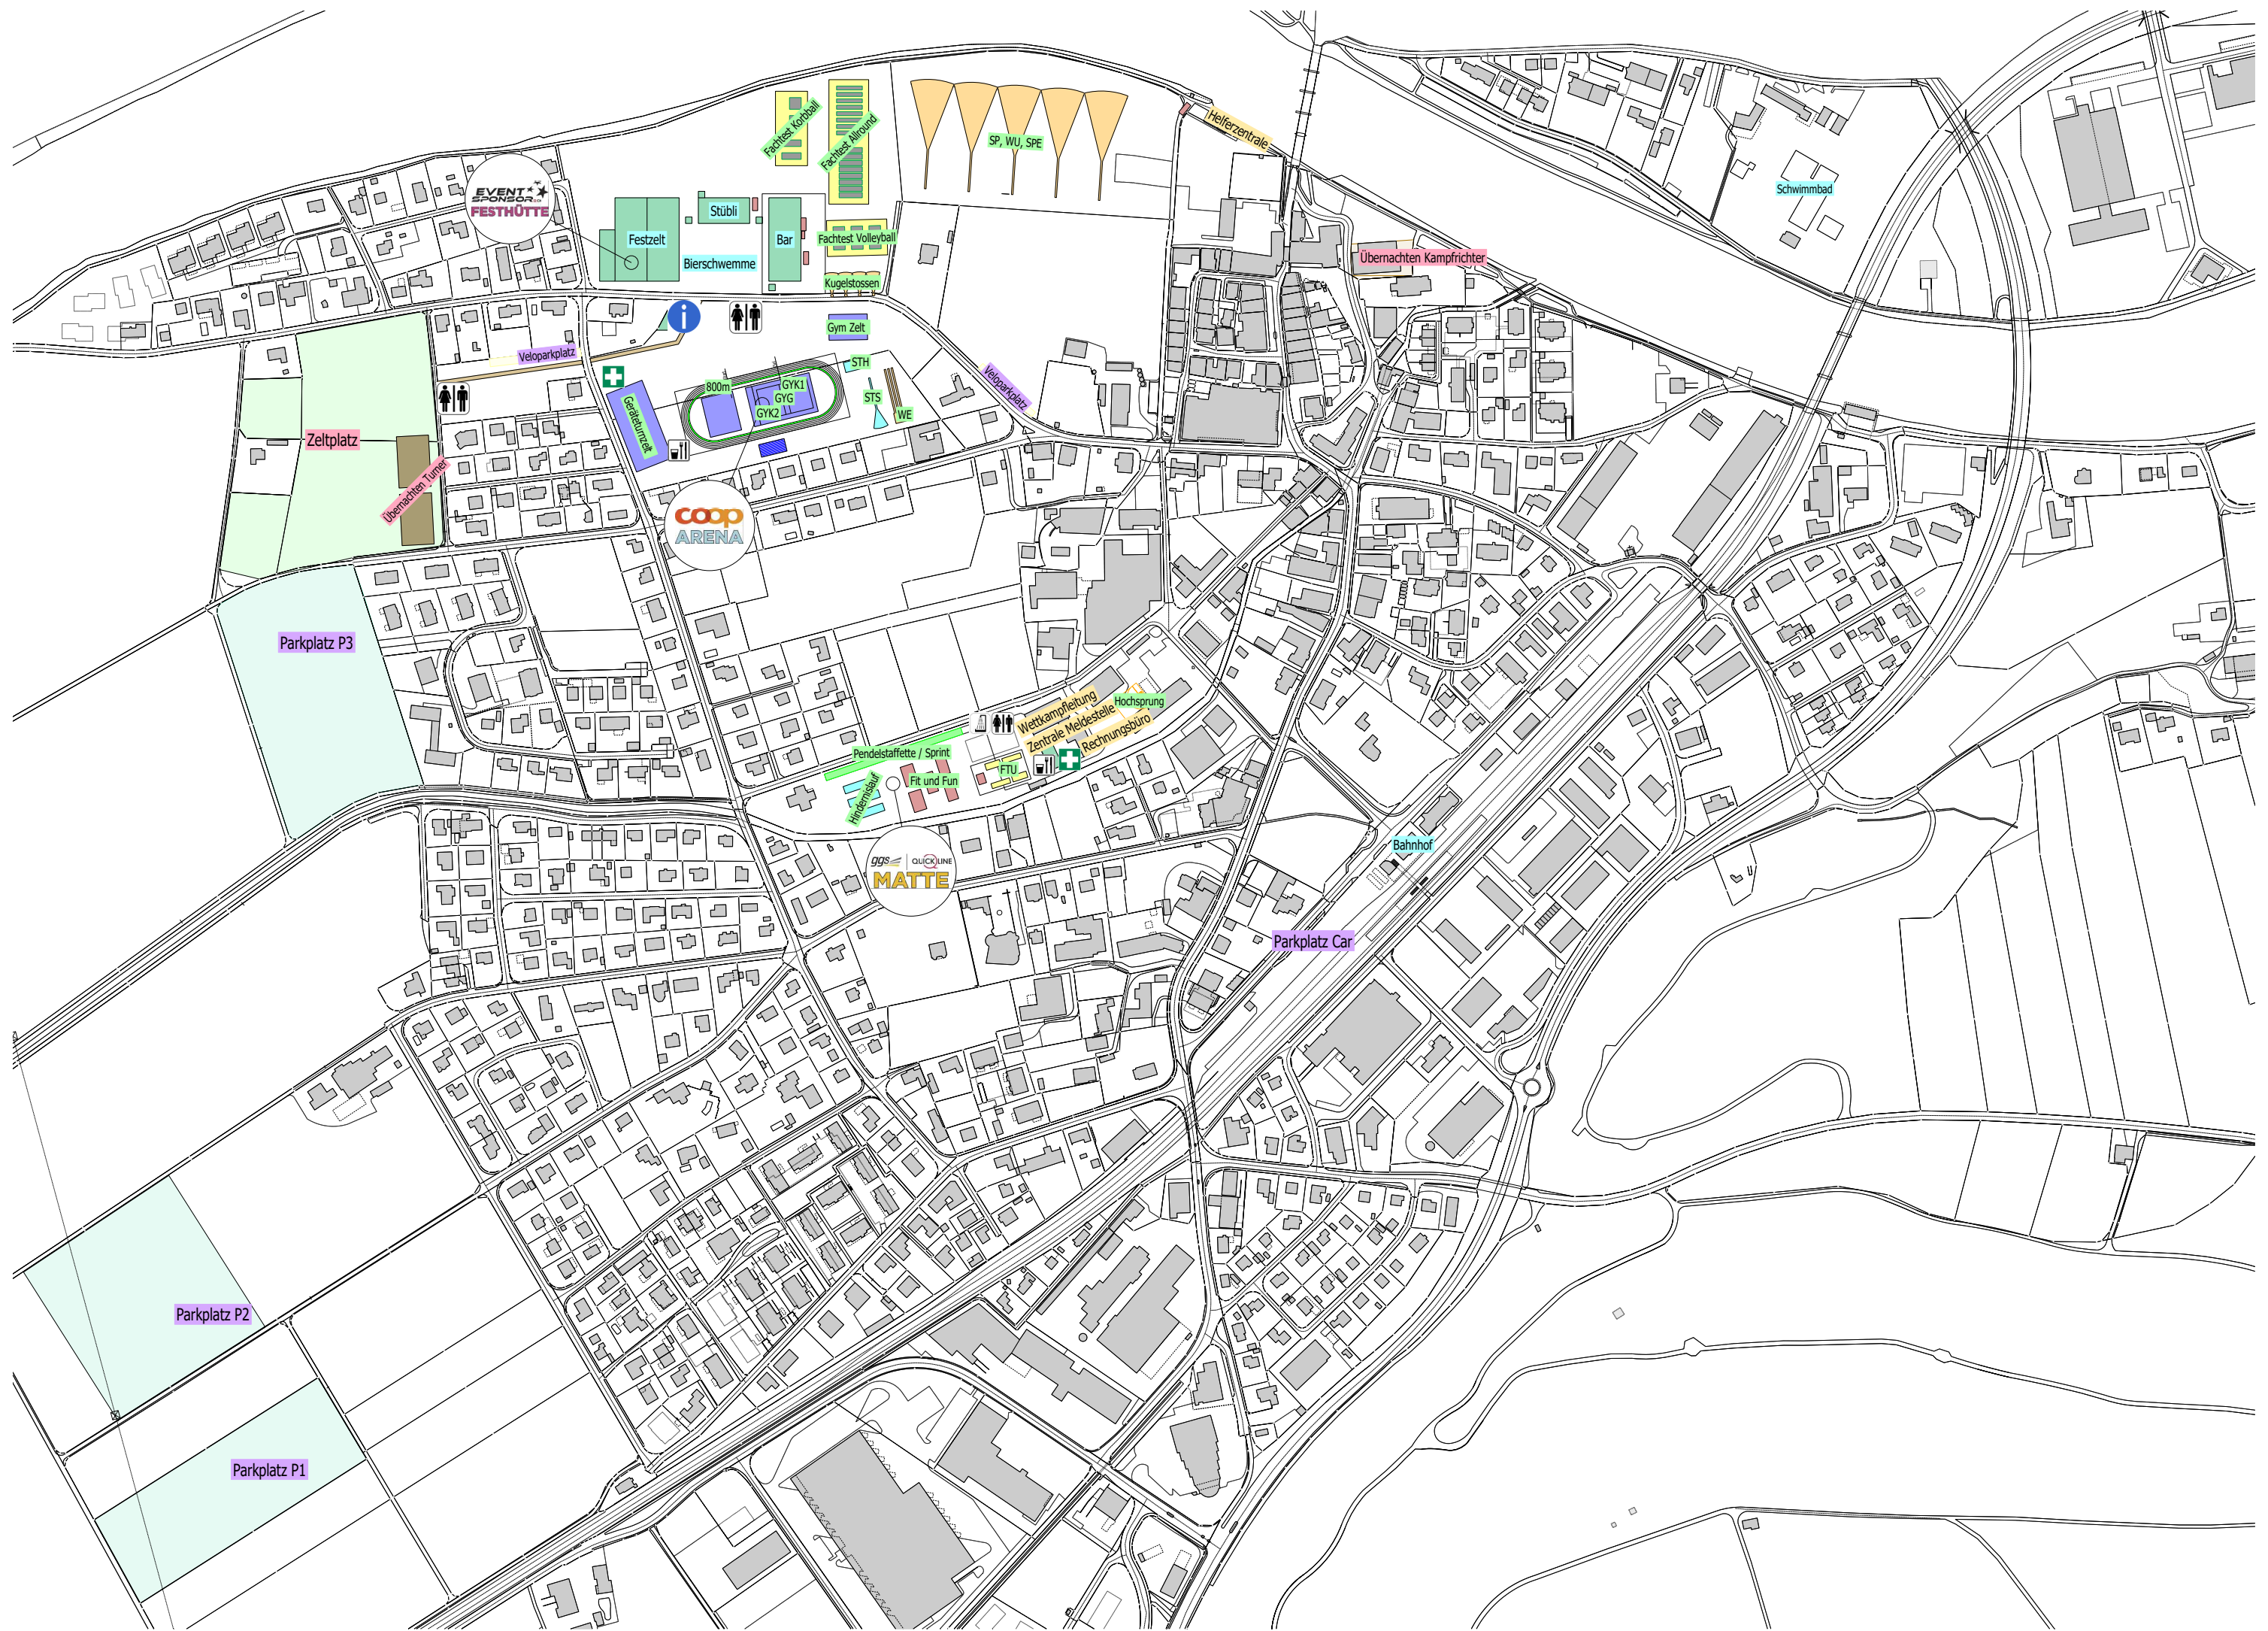 Fachtest Korbball
Fachtest Allround
SP, WU, SPE
Helferzentrale
Schwimmbad
EVENT
SPONSOR
FESTHÜTTE
Stübli
Festzelt
Bar
Fachtest Volleyball
Bierschwemme
Übernachten Kampfrichter
Kugelstossen
i
Gym Zelt
Veloparkplatz
STH
800m
GYK1
GYG
GYK2
STS
WE
Veloparkplatz
Geräteturnzelt
Zeltplatz
Übernachten Turner
coop
ARENA
Parkplatz P3
Wettkampfleitung
Zentrale Meldestelle
Hochsprung
Rechnungsbüro
Pendelstaffette / Sprint
FTU
Fit und Fun
Hindernislauf
ggs QUICKLINE
MATTE
Bahnhof
Parkplatz Car
Parkplatz P2
Parkplatz P1